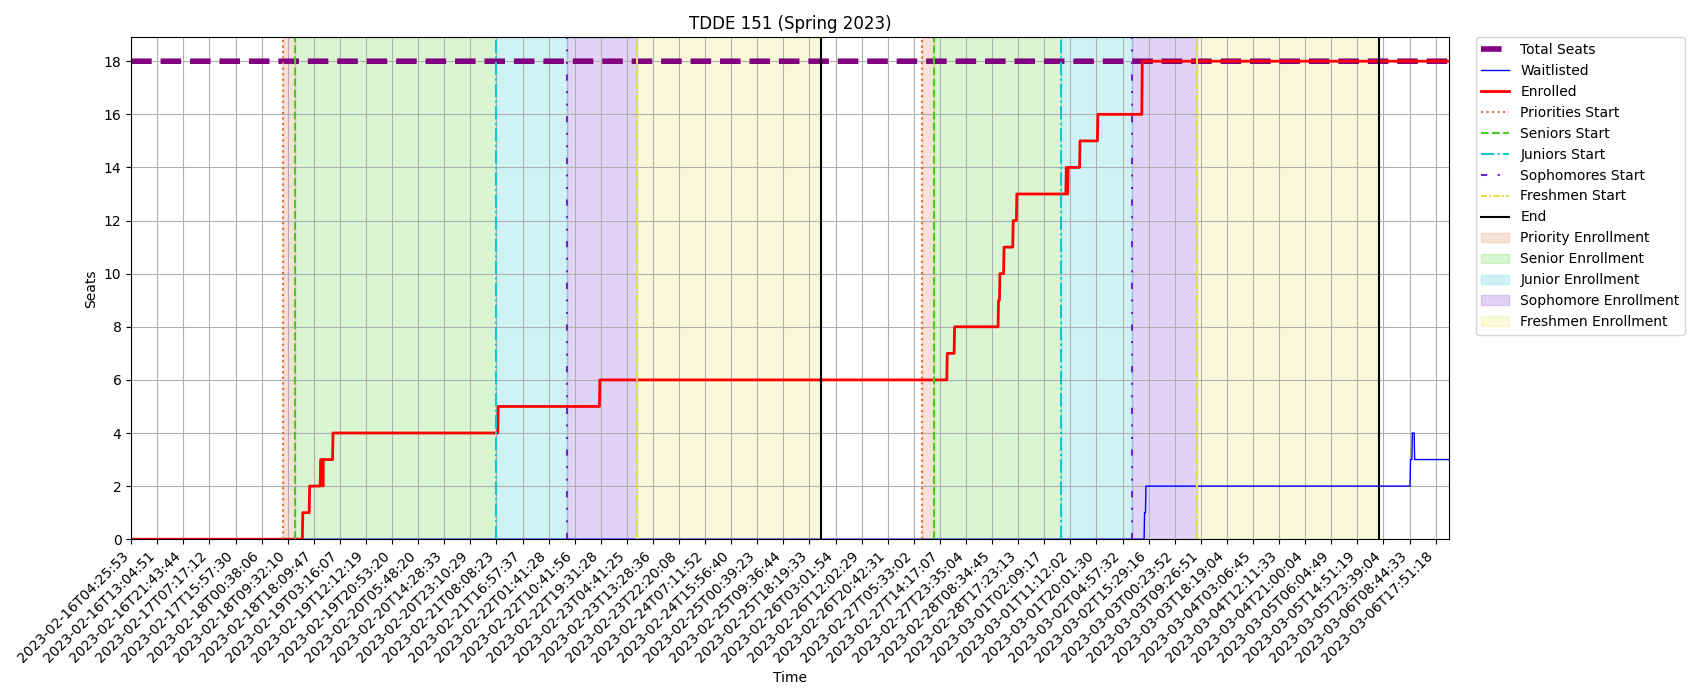 TDDE 151 (Spring 2023)
Seats
18
16
14
12
10
8
6
4
2
0
2023-02-16T04:25:53
2023-02-16T13:04:51
2023-02-16T21:43:44
2023-02-17T07:17:12
2023-02-17T15:57:30
2023-02-18T00:38:06
2023-02-18T09:32:10
2023-02-18T18:09:47
2023-02-19T03:16:07
2023-02-19T12:12:19
2023-02-19T20:53:20
2023-02-20T05:48:20
2023-02-20T14:28:33
2023-02-20T23:10:29
2023-02-21T08:08:23
2023-02-21T16:57:37
2023-02-22T01:41:28
2023-02-22T10:41:56
2023-02-22T19:31:28
2023-02-23T04:41:25
2023-02-23T13:28:36
2023-02-23T22:20:08
2023-02-24T07:11:52
2023-02-24T15:56:40
2023-02-25T00:39:23
2023-02-25T09:36:44
2023-02-25T18:19:33
2023-02-26T03:01:54
2023-02-26T12:02:29
2023-02-26T20:42:31
2023-02-27T05:33:02
2023-02-27T14:17:07
2023-02-27T23:35:04
2023-02-28T08:34:45
2023-02-28T17:23:13
2023-03-01T02:09:17
2023-03-01T11:12:02
2023-03-01T20:01:30
2023-03-02T04:57:32
2023-03-02T15:29:16
2023-03-03T00:23:52
2023-03-03T09:26:51
2023-03-03T18:19:04
2023-03-04T03:06:45
2023-03-04T12:11:33
2023-03-04T21:00:04
2023-03-05T06:04:49
2023-03-05T14:51:19
2023-03-05T23:39:04
2023-03-06T08:44:33
2023-03-06T17:51:18
Time
Total Seats
Waitlisted
Enrolled
Priorities Start
Seniors Start
Juniors Start
Sophomores Start
Freshmen Start
End
Priority Enrollment
Senior Enrollment
Junior Enrollment
Sophomore Enrollment
Freshmen Enrollment